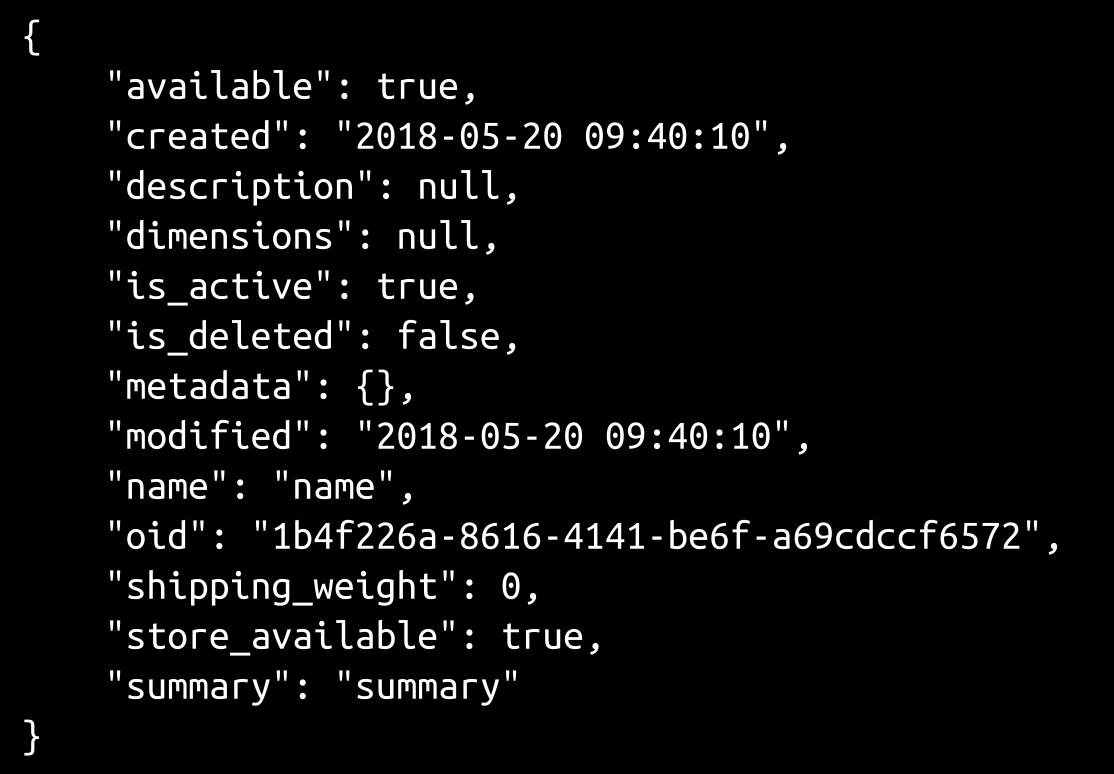 {
    "available": true,
    "created": "2018-05-20 09:40:10",
    "description": null,
    "dimensions": null,
    "is_active": true,
    "is_deleted": false,
    "metadata": {},
    "modified": "2018-05-20 09:40:10",
    "name": "name",
    "oid": "1b4f226a-8616-4141-be6f-a69cdccf6572",
    "shipping_weight": 0,
    "store_available": true,
    "summary": "summary"
}